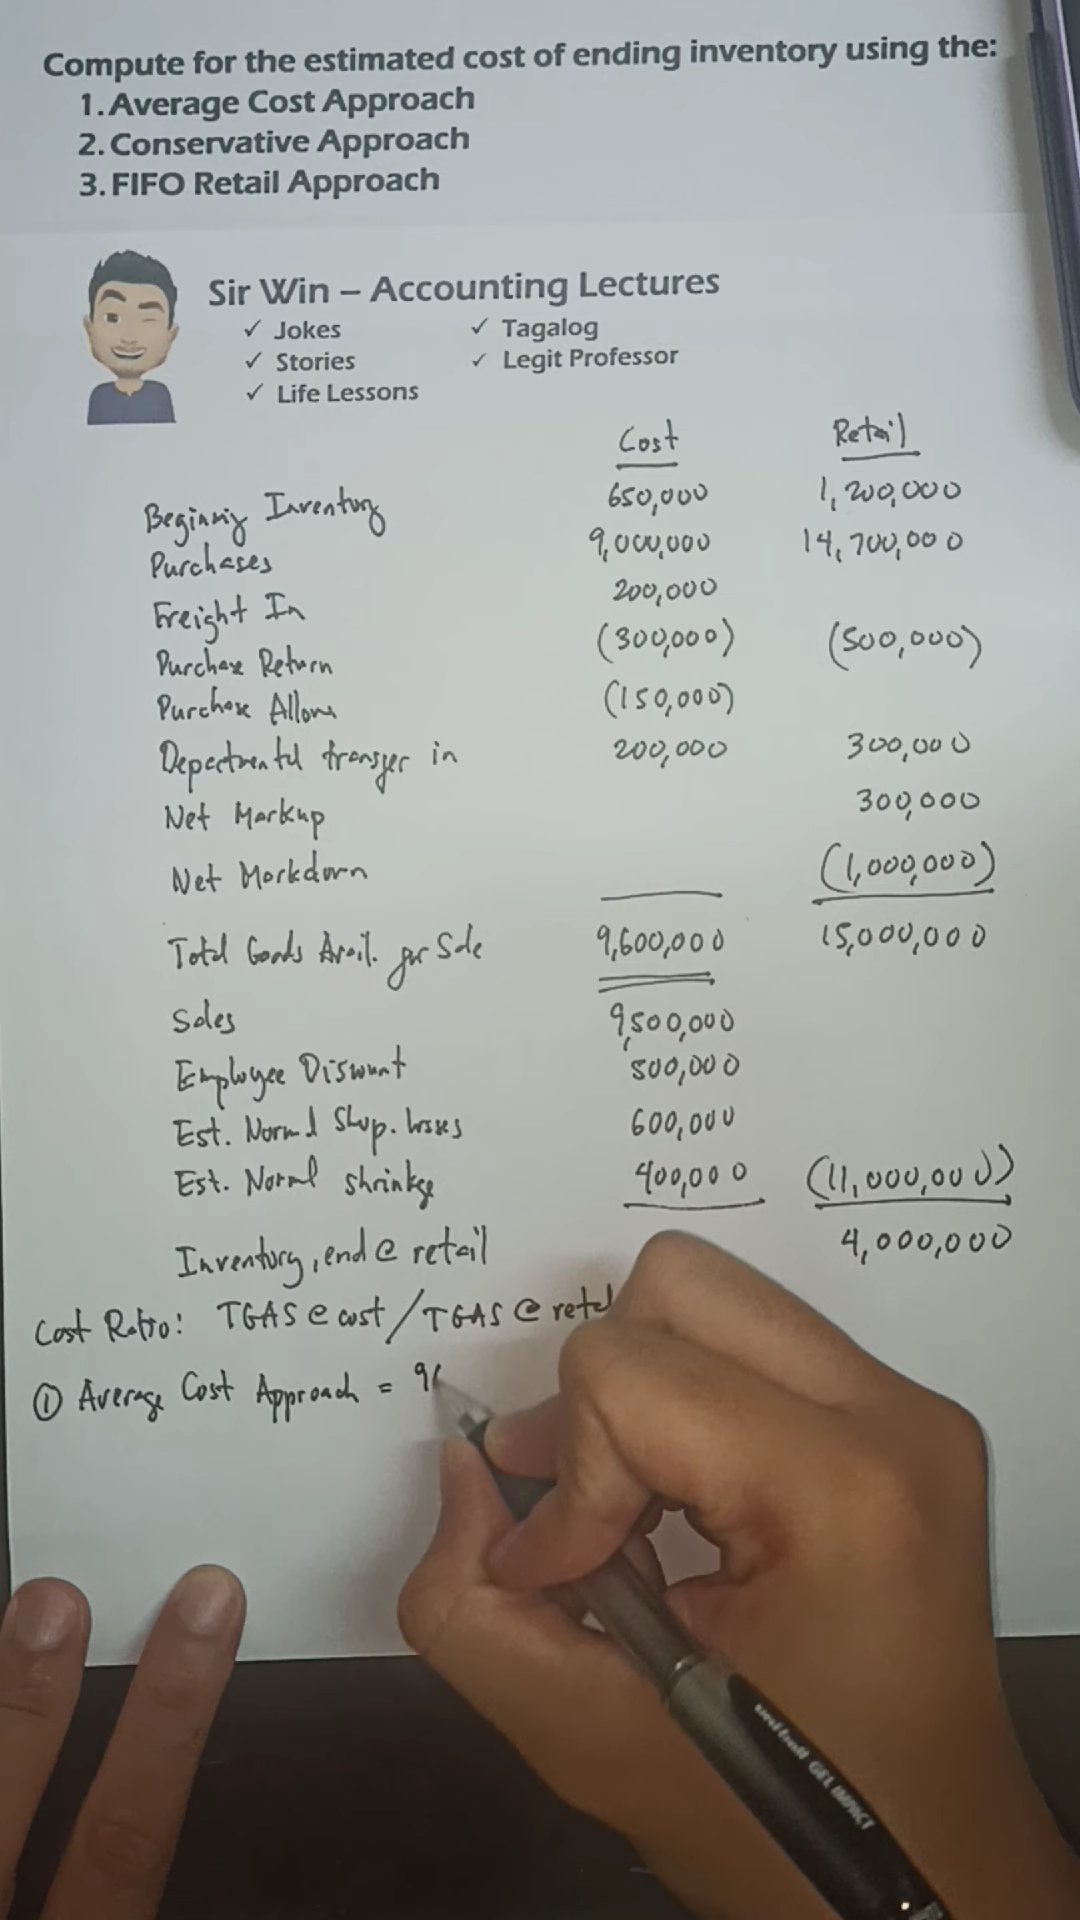 Compute for the estimated cost of ending inventory using the:
1. Average Cost Approach
2. Conservative Approach
3. FIFO Retail Approach
Sir Win – Accounting Lectures
✓ Jokes ✓ Tagalog
✓ Stories ✓ Legit Professor
✓ Life Lessons
Cost Retail
Beginning Inventory 650,000 1,200,000
Purchases 9,000,000 14,700,000
Freight In 200,000
Purchase Return (300,000) (500,000)
Purchase Allow (150,000)
Departmental transfer in 200,000 300,000
Net Markup 300,000
Net Markdown (1,000,000)
Total Goods Avail. for Sale 9,600,000 15,000,000
Sales 9,500,000
Employee Discount 500,000
Est. Normal Shop. losses 600,000
Est. Normal shrinkge 400,000 (11,000,000)
Inventory, end @ retail 4,000,000
Cost Ratio: TGAS @ cost / TGAS @ retail
① Average Cost Approach = 96
uni-ball GEL IMPACT